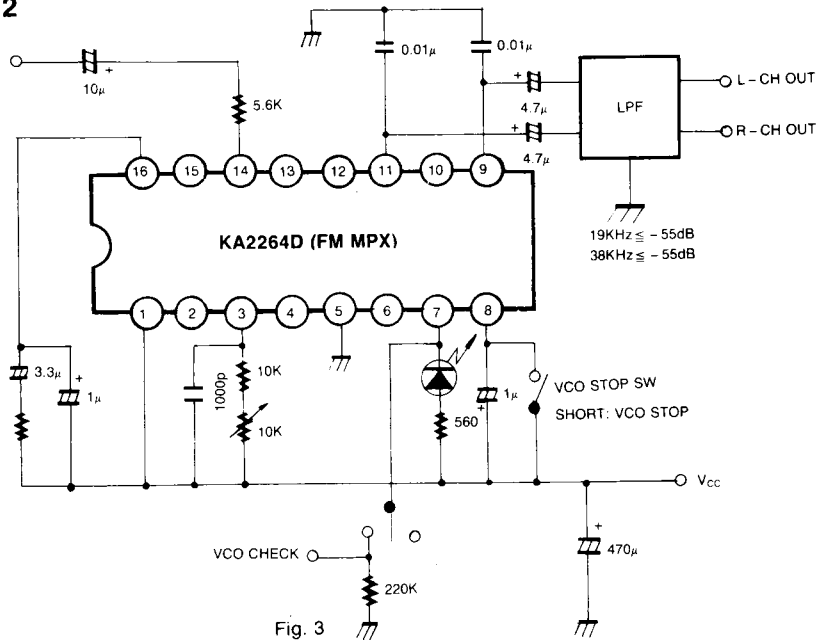 2
0.01μ
0.01μ
+
10μ
5.6K
+
4.7μ
+
4.7μ
LPF
L-CH OUT
R-CH OUT
19KHz ≦ -55dB
38KHz ≦ -55dB
16
15
14
13
12
11
10
9
KA2264D (FM MPX)
1
2
3
4
5
6
7
8
3.3μ
+
1μ
1000p
10K
10K
560
+
1μ
VCO STOP SW
SHORT: VCO STOP
Vcc
VCO CHECK
220K
+
470μ
Fig. 3